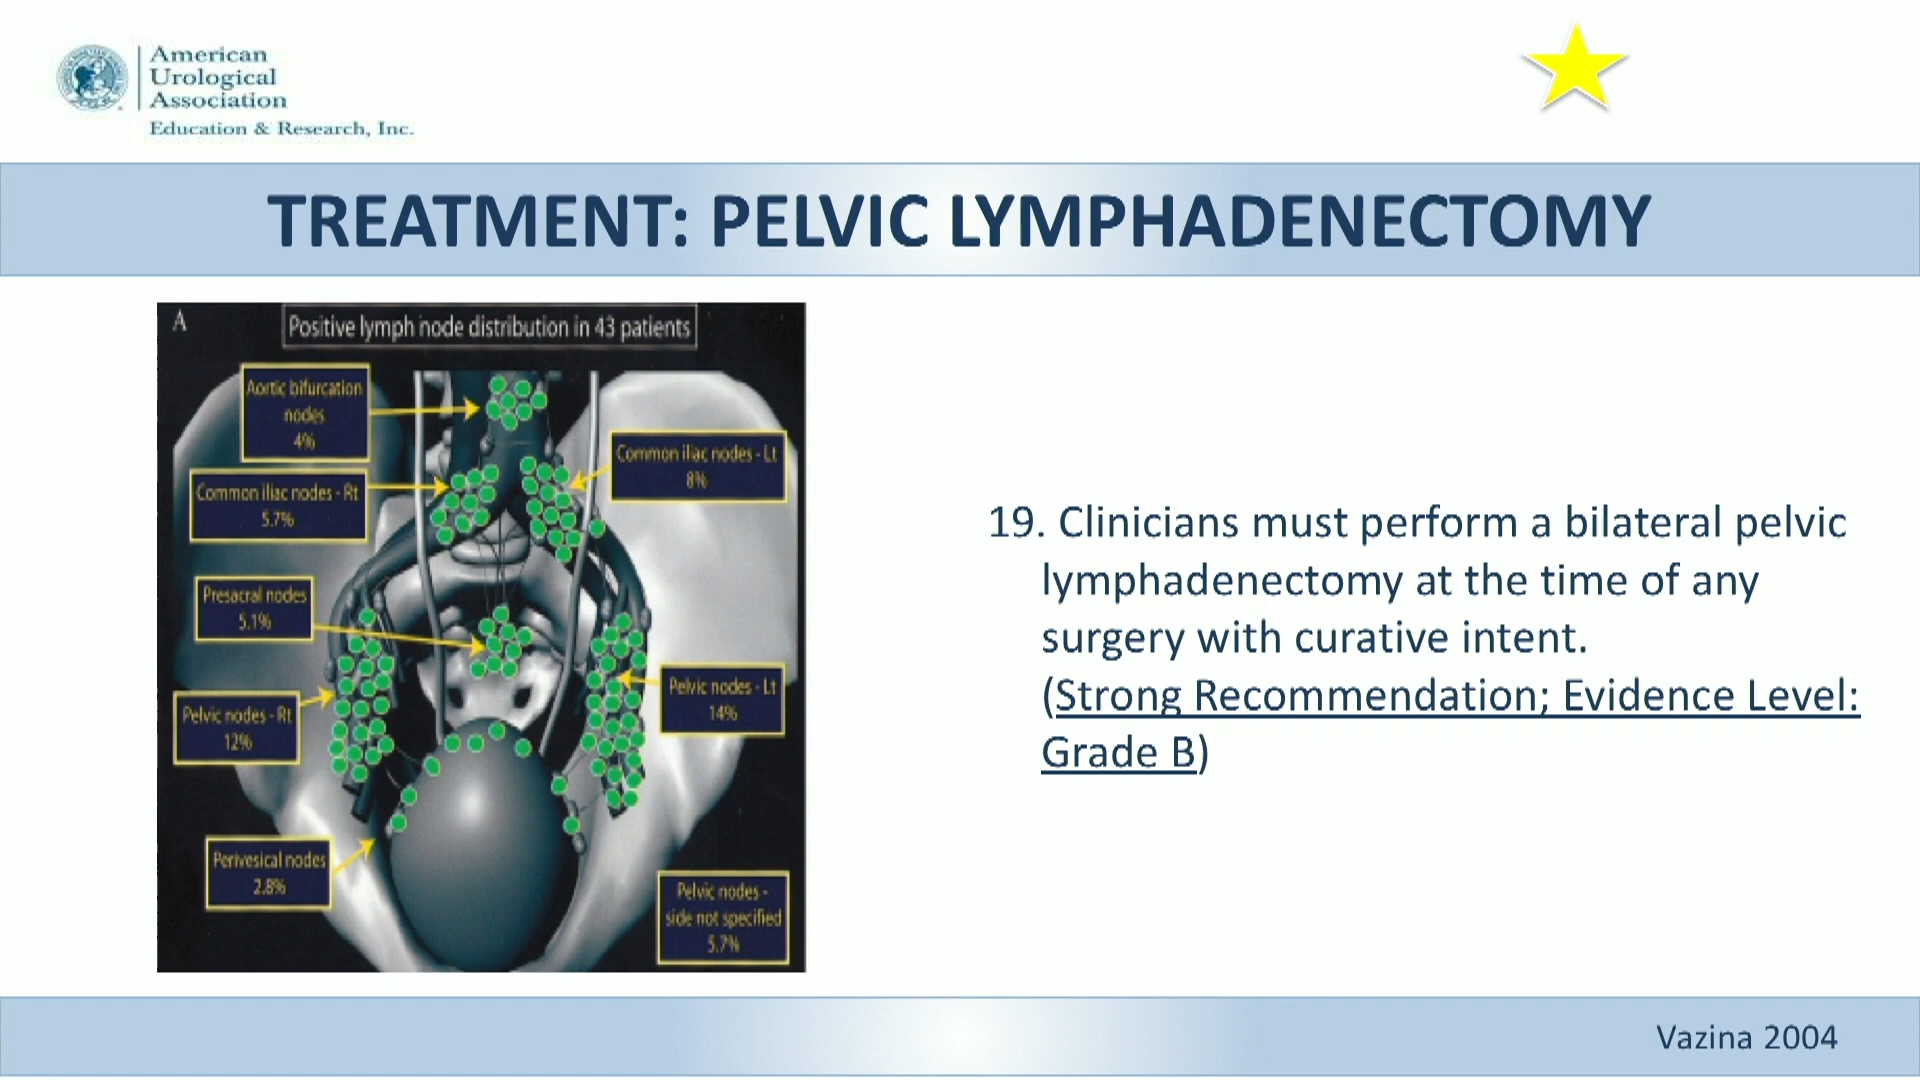 American
Urological
Association
Education & Research, Inc.
TREATMENT: PELVIC LYMPHADENECTOMY
A
Positive lymph node distribution in 43 patients
Aortic bifurcation
nodes
4%
Common iliac nodes - Lt
8%
Common iliac nodes - Rt
5.7%
Presacral nodes
5.1%
Pelvic nodes - Lt
14%
Pelvic nodes - Rt
12%
Perivesical nodes
2.8%
Pelvic nodes -
side not specified
5.7%
19. Clinicians must perform a bilateral pelvic
lymphadenectomy at the time of any
surgery with curative intent.
(Strong Recommendation; Evidence Level:
Grade B)
Vazina 2004